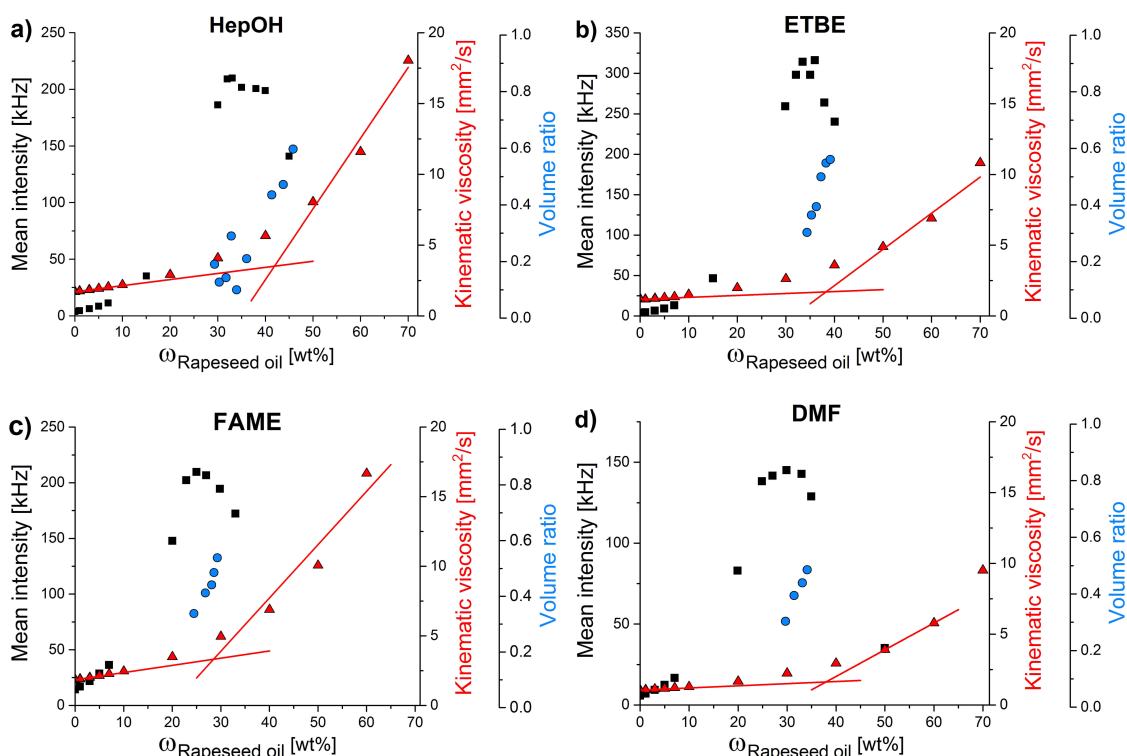 a) HepOH
250
200
150
100
50
0
Mean intensity [kHz]
0 10 20 30 40 50 60 70
ωRapeseed oil [wt%]
20
15
10
5
0
Kinematic viscosity [mm²/s]
1.0
0.8
0.6
0.4
0.2
0.0
Volume ratio
b) ETBE
350
300
250
200
150
100
50
0
Mean intensity [kHz]
0 10 20 30 40 50 60 70
ωRapeseed oil [wt%]
20
15
10
5
0
Kinematic viscosity [mm²/s]
1.0
0.8
0.6
0.4
0.2
0.0
Volume ratio
c) FAME
250
200
150
100
50
0
Mean intensity [kHz]
0 10 20 30 40 50 60 70
ωRapeseed oil [wt%]
20
15
10
5
0
Kinematic viscosity [mm²/s]
1.0
0.8
0.6
0.4
0.2
0.0
Volume ratio
d) DMF
150
100
50
0
Mean intensity [kHz]
0 10 20 30 40 50 60 70
ωRapeseed oil [wt%]
20
15
10
5
0
Kinematic viscosity [mm²/s]
1.0
0.8
0.6
0.4
0.2
0.0
Volume ratio